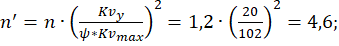 n' = n · (Kv_y / ψ*Kv_max)² = 1,2 · (20 / 102)² = 4,6;